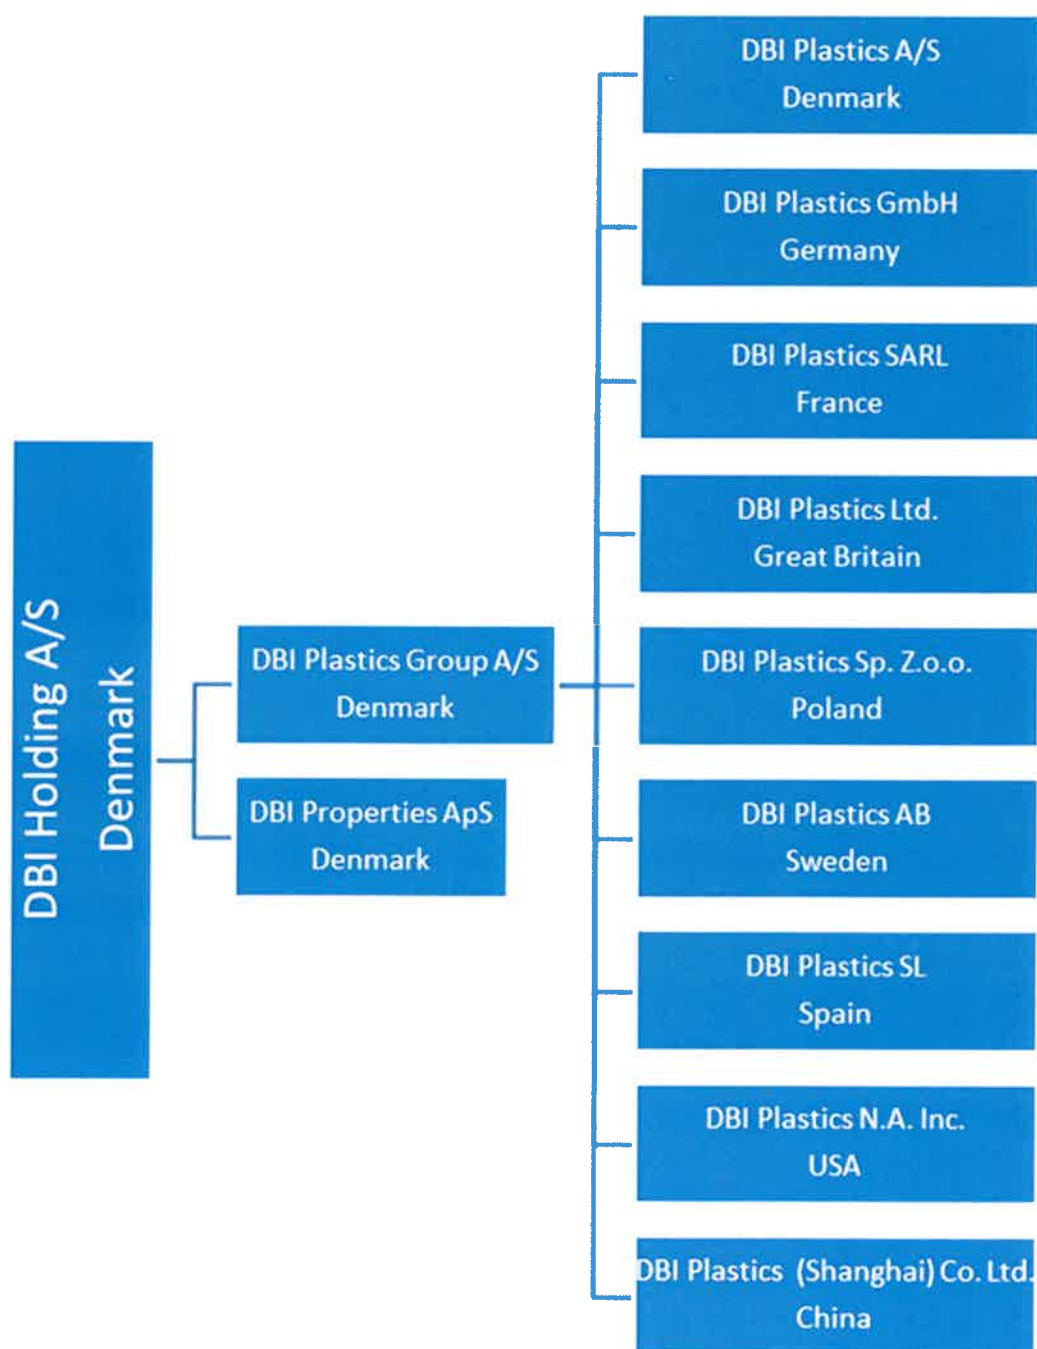 DBI Holding A/S
Denmark
DBI Plastics Group A/S
Denmark
DBI Properties ApS
Denmark
DBI Plastics A/S
Denmark
DBI Plastics GmbH
Germany
DBI Plastics SARL
France
DBI Plastics Ltd.
Great Britain
DBI Plastics Sp. Z.o.o.
Poland
DBI Plastics AB
Sweden
DBI Plastics SL
Spain
DBI Plastics N.A. Inc.
USA
DBI Plastics (Shanghai) Co. Ltd.
China